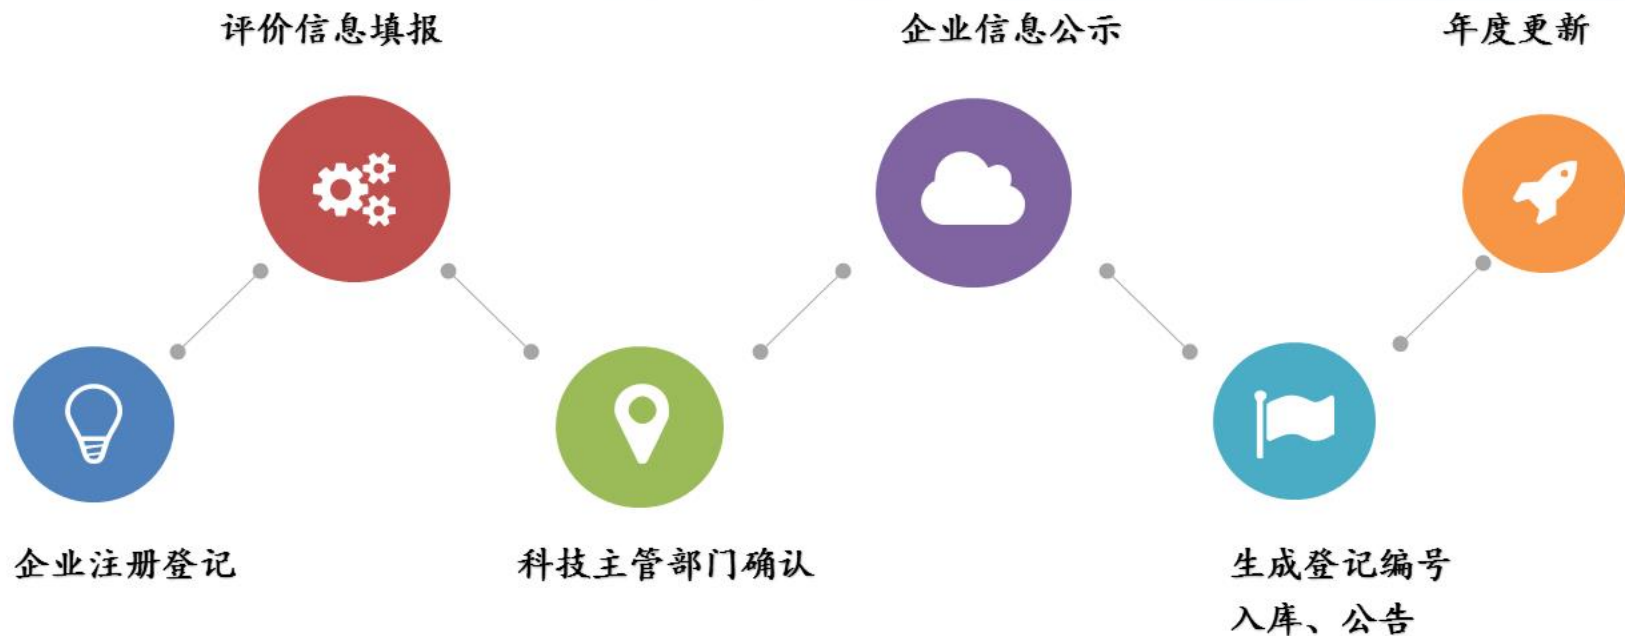 评价信息填报
企业信息公示
年度更新
企业注册登记
科技主管部门确认
生成登记编号
入库、公告